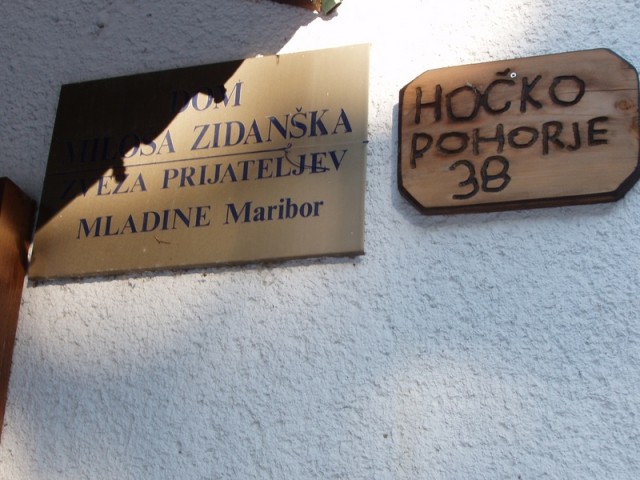 DOM
MILOŠA ZIDANŠKA
ZVEZA PRIJATELJEV
MLADINE Maribor
HOČKO
POHORJE
38